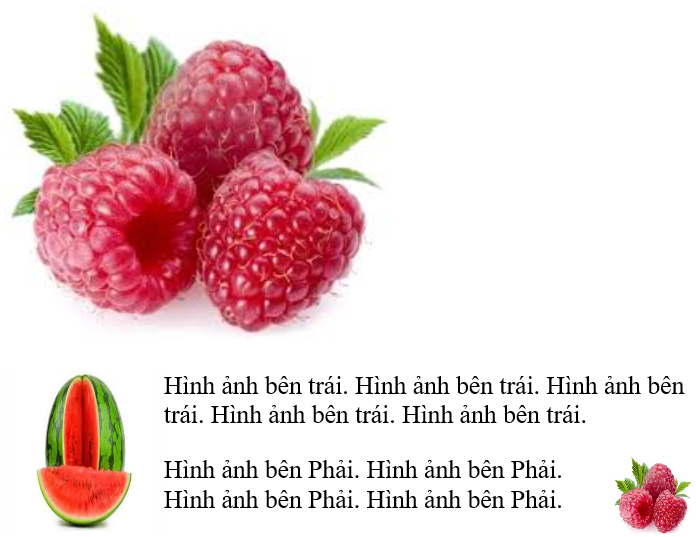 Hình ảnh bên trái. Hình ảnh bên trái. Hình ảnh bên
trái. Hình ảnh bên trái. Hình ảnh bên trái.
Hình ảnh bên Phải. Hình ảnh bên Phải.
Hình ảnh bên Phải. Hình ảnh bên Phải.